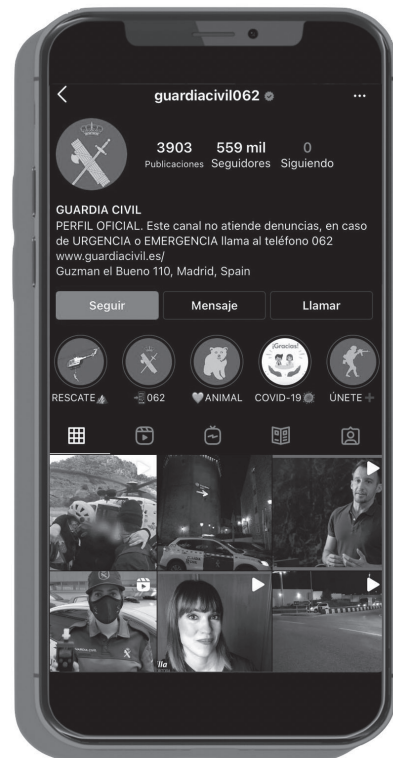 guardiacivil062
3903 559 mil 0
Publicaciones Seguidores Siguiendo
GUARDIA CIVIL
PERFIL OFICIAL. Este canal no atiende denuncias, en caso
de URGENCIA o EMERGENCIA llama al teléfono 062
www.guardiacivil.es/
Guzman el Bueno 110, Madrid, Spain
Seguir Mensaje Llamar
¡Gracias!
RESCATE 062 ANIMAL COVID-19 ÚNETE
lla